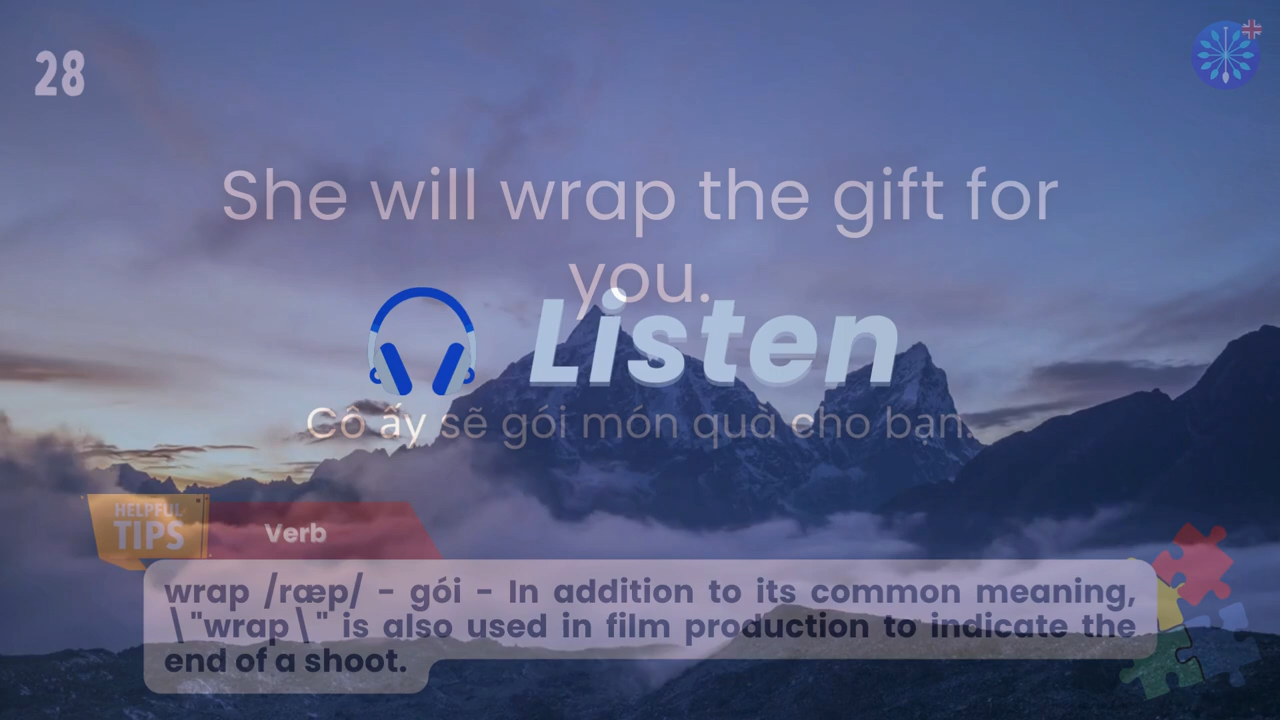 28
She will wrap the gift for
you.
Listen
Cô ấy sẽ gói món quà cho bạn.
HELPFUL
TIPS
Verb
wrap /ræp/ - gói - In addition to its common meaning,
\"wrap\" is also used in film production to indicate the
end of a shoot.